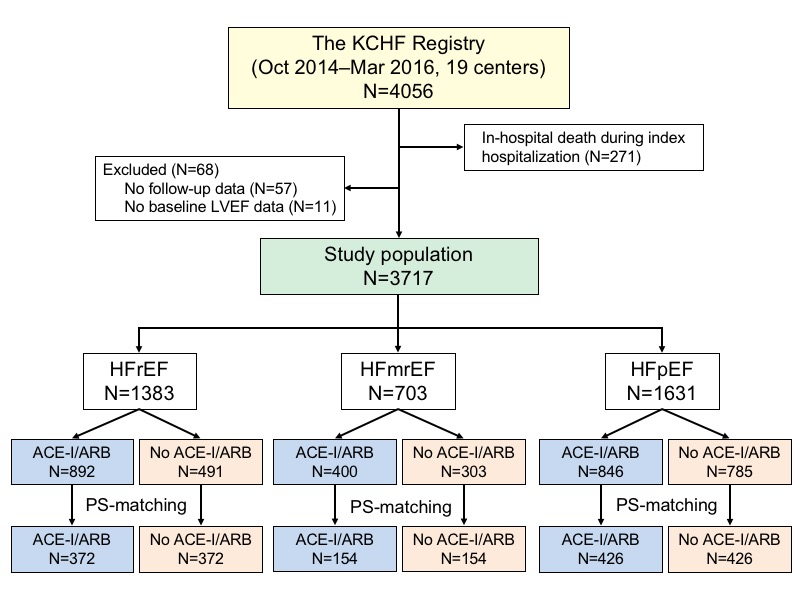 The KCHF Registry
(Oct 2014–Mar 2016, 19 centers)
N=4056
In-hospital death during index
hospitalization (N=271)
Excluded (N=68)
No follow-up data (N=57)
No baseline LVEF data (N=11)
Study population
N=3717
HFrEF
N=1383
HFmrEF
N=703
HFpEF
N=1631
ACE-I/ARB
N=892
No ACE-I/ARB
N=491
ACE-I/ARB
N=400
No ACE-I/ARB
N=303
ACE-I/ARB
N=846
No ACE-I/ARB
N=785
PS-matching
PS-matching
PS-matching
ACE-I/ARB
N=372
No ACE-I/ARB
N=372
ACE-I/ARB
N=154
No ACE-I/ARB
N=154
ACE-I/ARB
N=426
No ACE-I/ARB
N=426